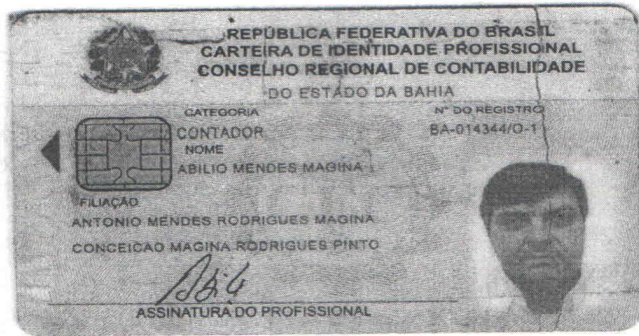 REPÚBLICA FEDERATIVA DO BRASIL
CARTEIRA DE IDENTIDADE PROFISSIONAL
CONSELHO REGIONAL DE CONTABILIDADE
DO ESTADO DA BAHIA
CATEGORIA
CONTADOR
Nº DO REGISTRO
BA-014344/O-1
NOME
ABILIO MENDES MAGINA
FILIAÇÃO
ANTONIO MENDES RODRIGUES MAGINA
CONCEICAO MAGINA RODRIGUES PINTO
ASSINATURA DO PROFISSIONAL